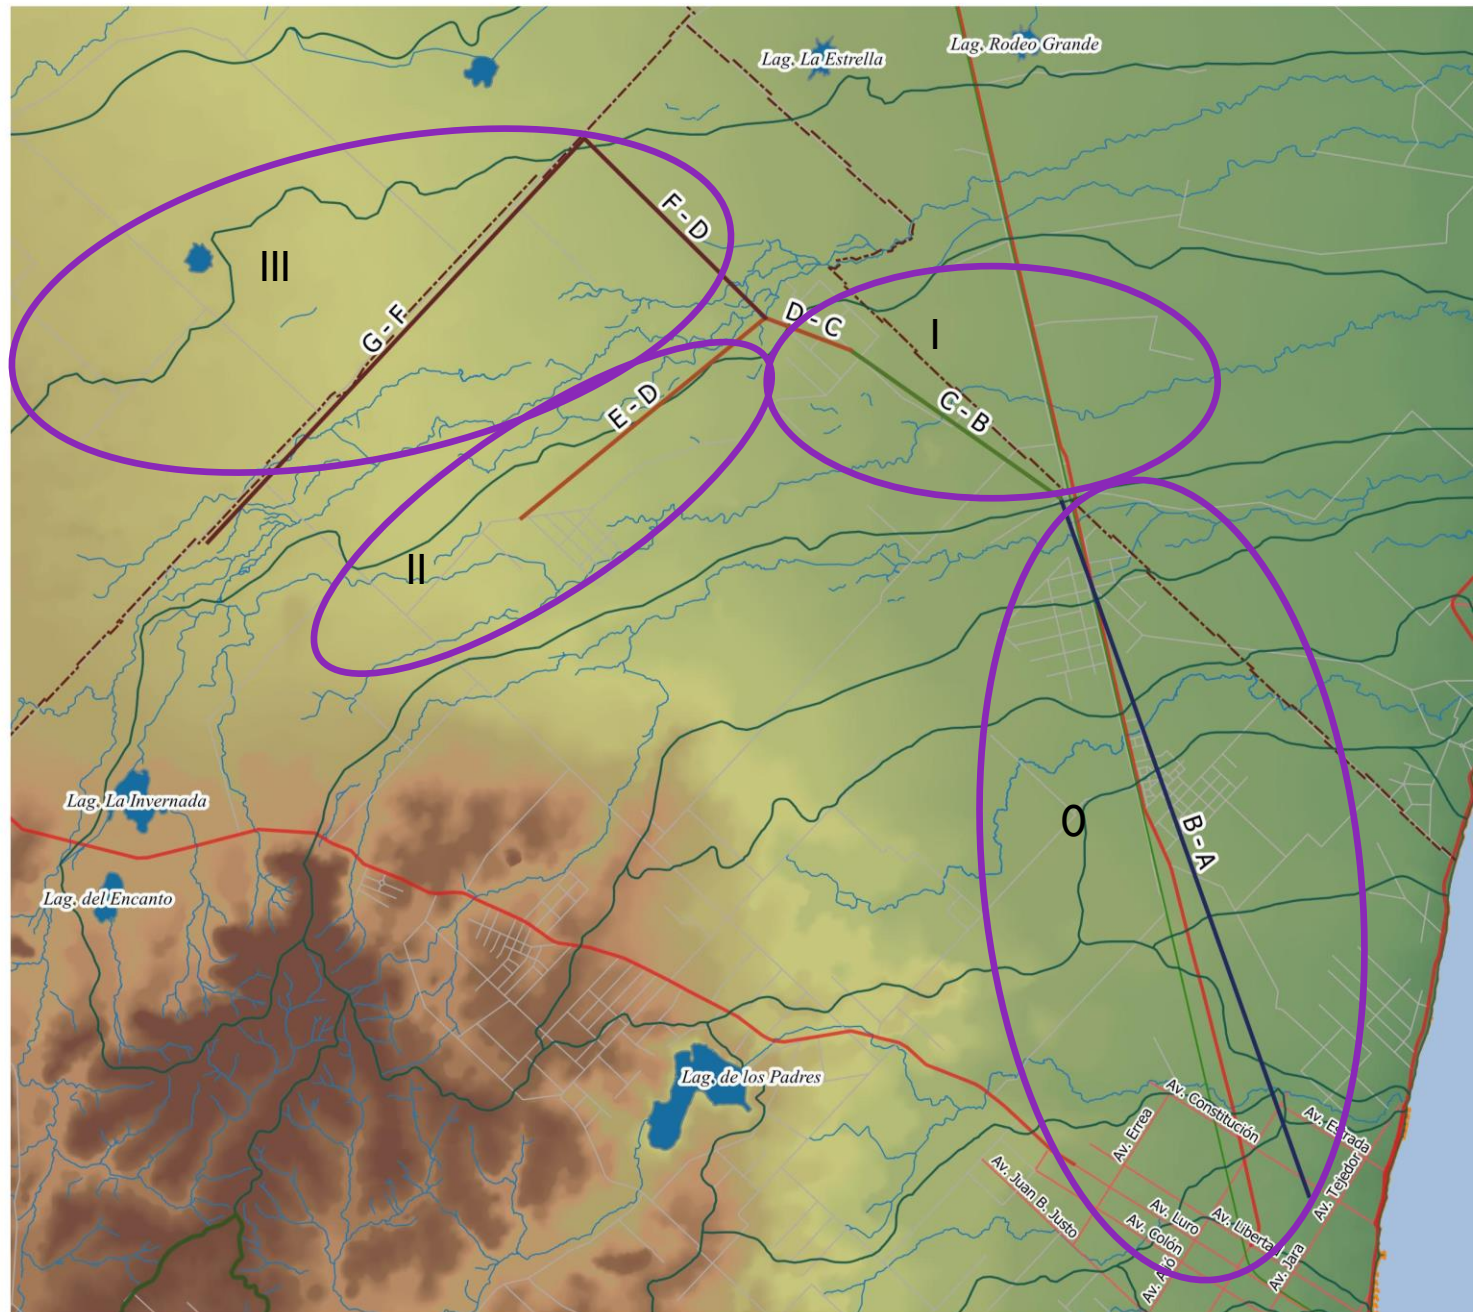 Lag. La Estrella
Lag. Rodeo Grande
F - D
III
G - F
D - C
I
E - D
C - B
II
Lag. La Invernada
0
B - A
Lag. del Encanto
Lag. de los Padres
Av. Constitución
Av. Estrada
Av. Errea
Av. Tejedor
Av. Juan B. Justo
Av. Luro
Av. Libertad
Av. Colón
Av. Jara